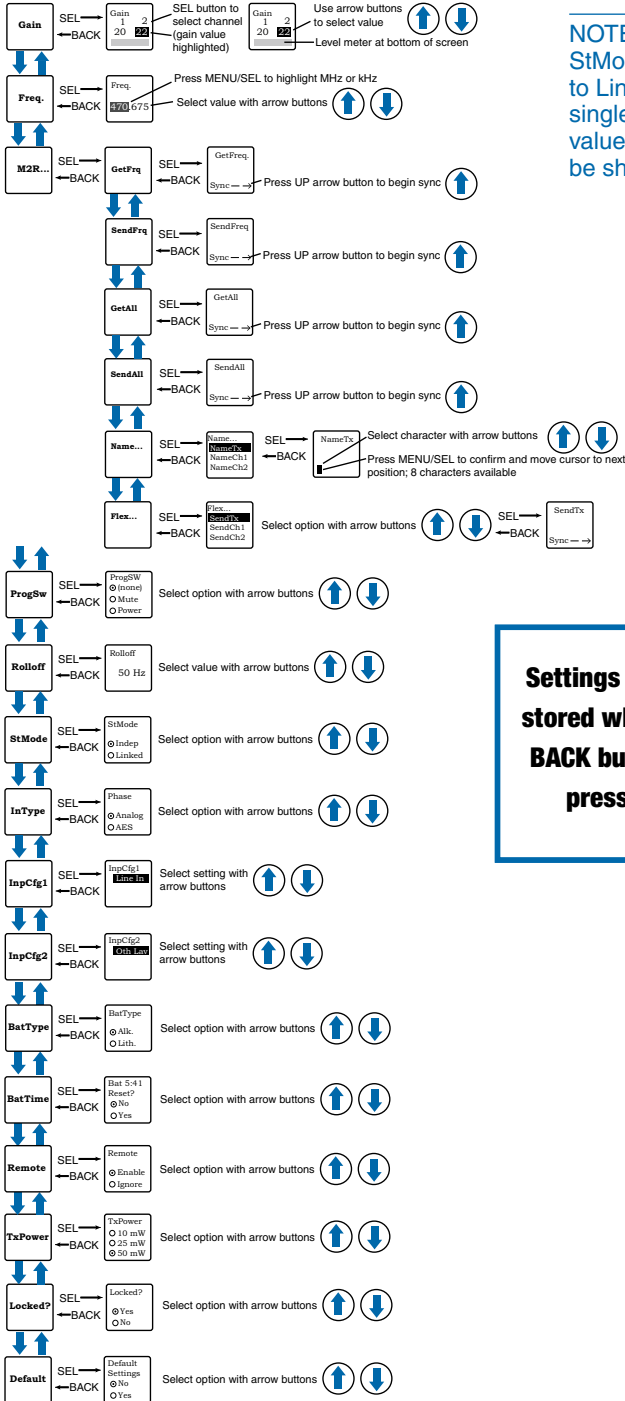 Gain
SEL
BACK
Gain
1 2
20 22
SEL button to
select channel
(gain value
highlighted)
Gain
1 2
20 22
Use arrow buttons
to select value
Level meter at bottom of screen
Freq.
SEL
BACK
Freq.
470.675
Press MENU/SEL to highlight MHz or kHz
Select value with arrow buttons
M2R...
SEL
BACK
GetFrq
SEL
BACK
GetFreq.
Sync
Press UP arrow button to begin sync
SendFrq
SEL
BACK
SendFreq
Sync
Press UP arrow button to begin sync
GetAll
SEL
BACK
GetAll
Sync
Press UP arrow button to begin sync
SendAll
SEL
BACK
SendAll
Sync
Press UP arrow button to begin sync
Name...
SEL
BACK
Name...
NameTx
NameCh1
NameCh2
SEL
BACK
NameTx
Select character with arrow buttons
Press MENU/SEL to confirm and move cursor to next
position; 8 characters available
Flex...
SEL
BACK
Flex...
SendTx
SendCh1
SendCh2
Select option with arrow buttons
SEL
BACK
SendTx
Sync
ProgSw
SEL
BACK
ProgSW
(none)
Mute
Power
Select option with arrow buttons
Rolloff
SEL
BACK
Rolloff
50 Hz
Select value with arrow buttons
StMode
SEL
BACK
StMode
Indep
Linked
Select option with arrow buttons
InType
SEL
BACK
Phase
Analog
AES
Select option with arrow buttons
InpCfg1
SEL
BACK
InpCfg1
Line In
Select setting with
arrow buttons
InpCfg2
SEL
BACK
InpCfg2
Oth Lav
Select setting with
arrow buttons
BatType
SEL
BACK
BatType
Alk.
Lith.
Select option with arrow buttons
BatTime
SEL
BACK
Bat 5:41
Reset?
No
Yes
Select option with arrow buttons
Remote
SEL
BACK
Remote
Enable
Ignore
Select option with arrow buttons
TxPower
SEL
BACK
TxPower
10 mW
25 mW
50 mW
Select option with arrow buttons
Locked?
SEL
BACK
Locked?
Yes
No
Select option with arrow buttons
Default
SEL
BACK
Default
Settings
No
Yes
Select option with arrow buttons
NOTE
StMo
to Lin
single
value
be sh
Settings
stored w
BACK bu
press